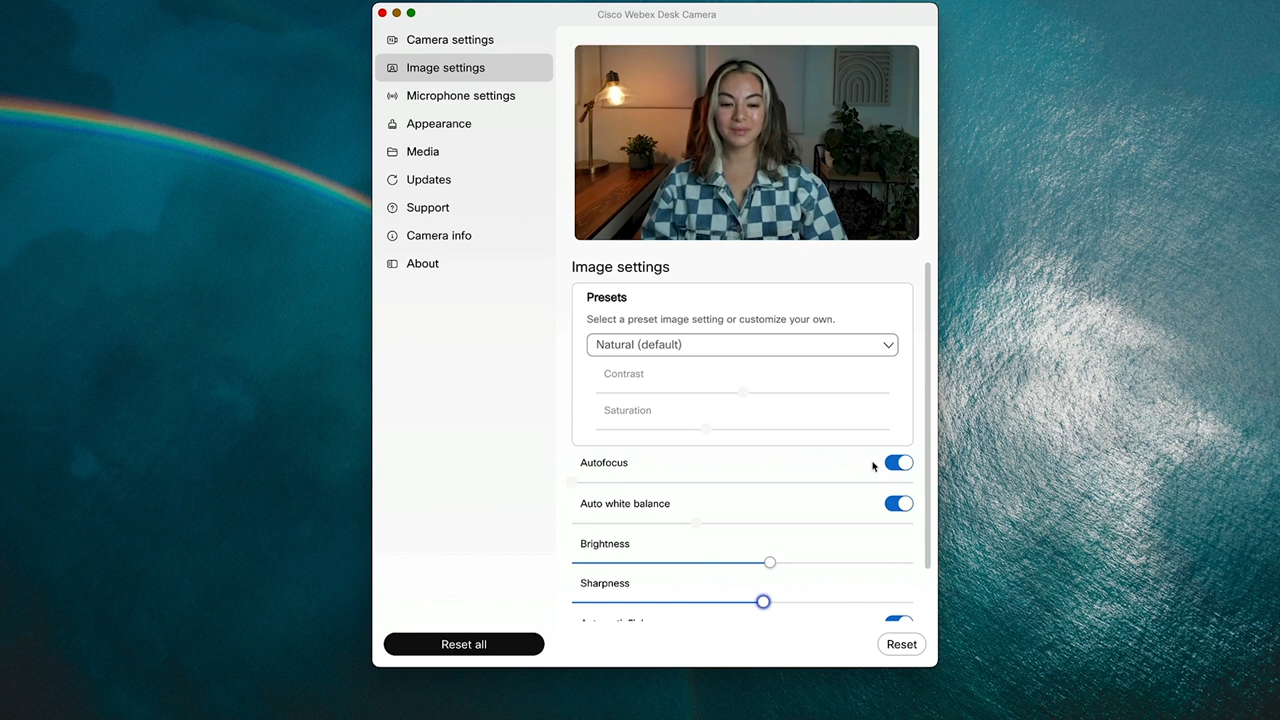 Cisco Webex Desk Camera
Camera settings
Image settings
Microphone settings
Appearance
Media
Updates
Support
Camera info
About
Image settings
Presets
Select a preset image setting or customize your own.
Natural (default)
Contrast
Saturation
Autofocus
Auto white balance
Brightness
Sharpness
Reset all
Reset